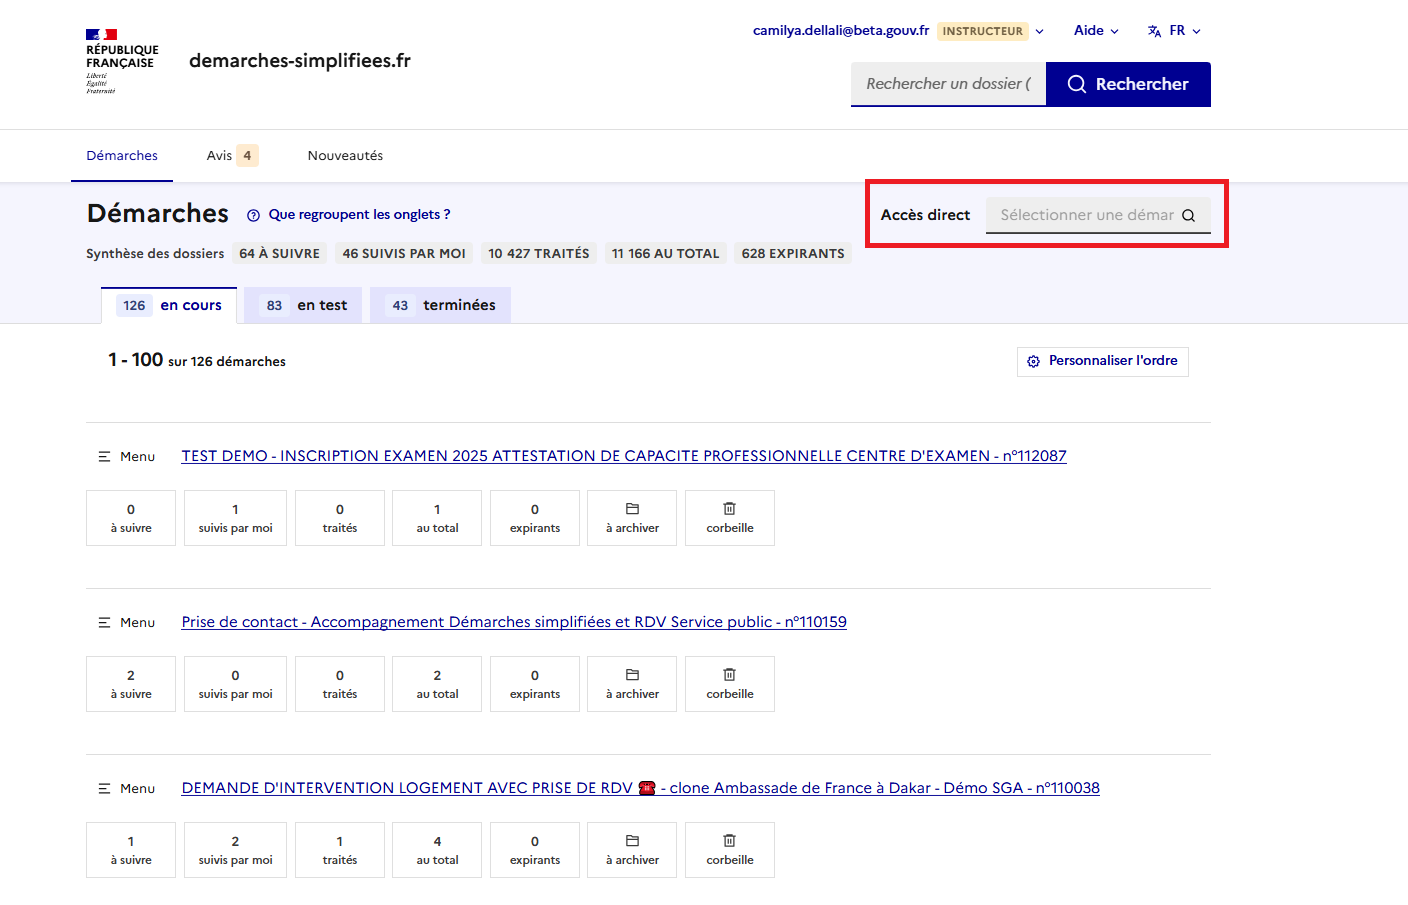 RÉPUBLIQUE
FRANÇAISE
Liberté
Égalité
Fraternité
demarches-simplifiees.fr
camilya.dellali@beta.gouv.fr INSTRUCTEUR
Aide
FR
Rechercher un dossier (
Rechercher
Démarches
Avis 4
Nouveautés
Démarches
Que regroupent les onglets ?
Accès direct
Sélectionner une démar
Synthèse des dossiers 64 À SUIVRE 46 SUIVIS PAR MOI 10 427 TRAITÉS 11 166 AU TOTAL 628 EXPIRANTS
126 en cours
83 en test
43 terminées
1 - 100 sur 126 démarches
Personnaliser l'ordre
Menu
TEST DEMO - INSCRIPTION EXAMEN 2025 ATTESTATION DE CAPACITE PROFESSIONNELLE CENTRE D'EXAMEN - n°112087
0
à suivre
1
suivis par moi
0
traités
1
au total
0
expirants
à archiver
corbeille
Menu
Prise de contact - Accompagnement Démarches simplifiées et RDV Service public - n°110159
2
à suivre
0
suivis par moi
0
traités
2
au total
0
expirants
à archiver
corbeille
Menu
DEMANDE D'INTERVENTION LOGEMENT AVEC PRISE DE RDV ☎️ - clone Ambassade de France à Dakar - Démo SGA - n°110038
1
à suivre
2
suivis par moi
1
traités
4
au total
0
expirants
à archiver
corbeille